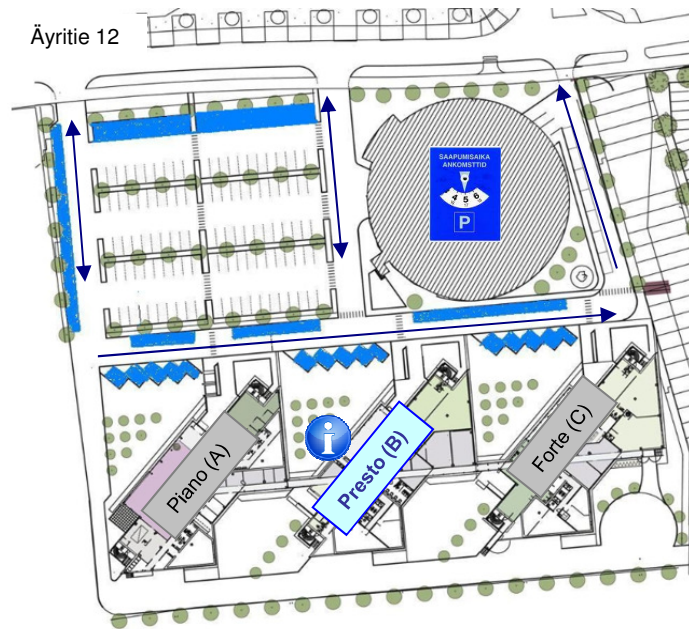 Äyritie 12
SAAPUMISAIKA
ANKOMSTTID
4 5 6
P
i
Piano (A)
Presto (B)
Forte (C)